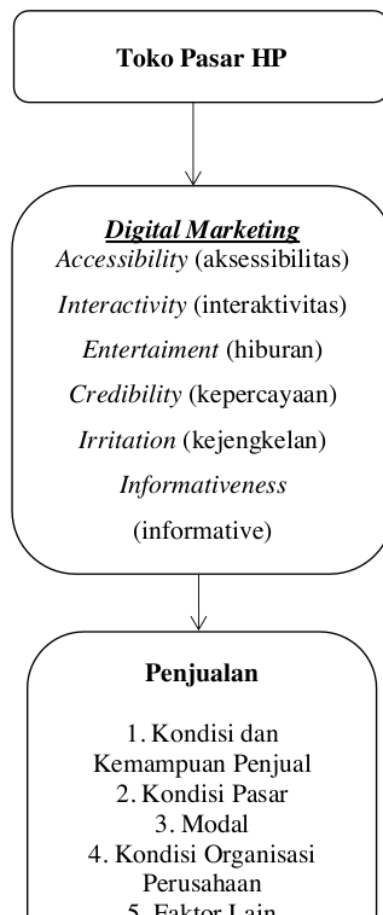 Toko Pasar HP
Digital Marketing
Accessibility (aksessibilitas)
Interactivity (interaktivitas)
Entertaiment (hiburan)
Credibility (kepercayaan)
Irritation (kejengkelan)
Informativeness
(informative)
Penjualan
1. Kondisi dan
Kemampuan Penjual
2. Kondisi Pasar
3. Modal
4. Kondisi Organisasi
Perusahaan
5. Faktor Lain